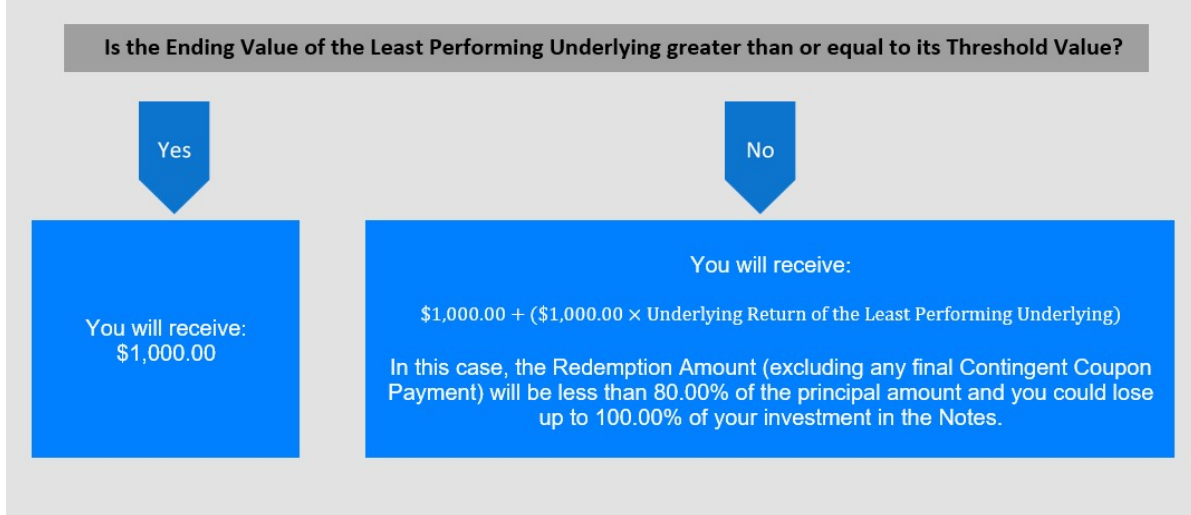 Is the Ending Value of the Least Performing Underlying greater than or equal to its Threshold Value?
Yes
No
You will receive:
$1,000.00
You will receive:
$1,000.00 + ($1,000.00 × Underlying Return of the Least Performing Underlying)
In this case, the Redemption Amount (excluding any final Contingent Coupon
Payment) will be less than 80.00% of the principal amount and you could lose
up to 100.00% of your investment in the Notes.